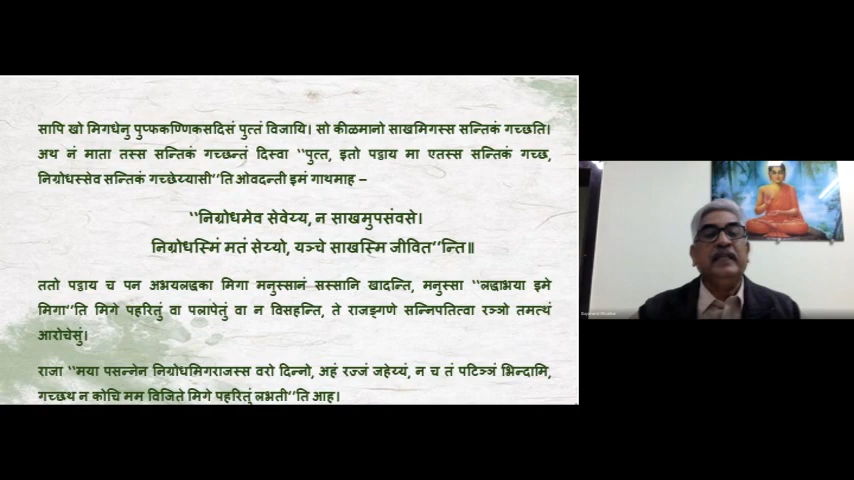 सापि खो मिगधेनु पुप्फकण्णिकसदिसं पुत्तं विजायि। सो कीळमानो साखमिगस्स सन्तिकं गच्छति।
अथ नं माता तस्स सन्तिकं गच्छन्तं दिस्वा ‘‘पुत्त, इतो पट्ठाय मा एतस्स सन्तिकं गच्छ,
निग्रोधस्सेव सन्तिकं गच्छेय्यासी’’ति ओवदन्ती इमं गाथमाह –
‘‘निग्रोधमेव सेवेय्य, न साखमुपसंवसे।
निग्रोधस्मिं मतं सेय्यो, यञ्चे साखस्मि जीवित’’न्ति॥
ततो पट्ठाय च पन अभयलद्धका मिगा मनुस्सानं सस्सानि खादन्ति, मनुस्सा ‘‘लद्धाभया इमे
मिगा’’ति मिगे पहरितुं वा पलापेतुं वा न विसहन्ति, ते राजङ्गणे सन्निपतित्वा रञ्ञो तमत्थं
आरोचेसुं।
राजा ‘‘मया पसन्नेन निग्रोधमिगराजस्स वरो दिन्नो, अहं रज्जं जहेय्यं, न च तं पटिञ्ञं भिन्दामि,
गच्छथ न कोचि मम विजिते मिगे पहरितुं लभती’’ति आह।